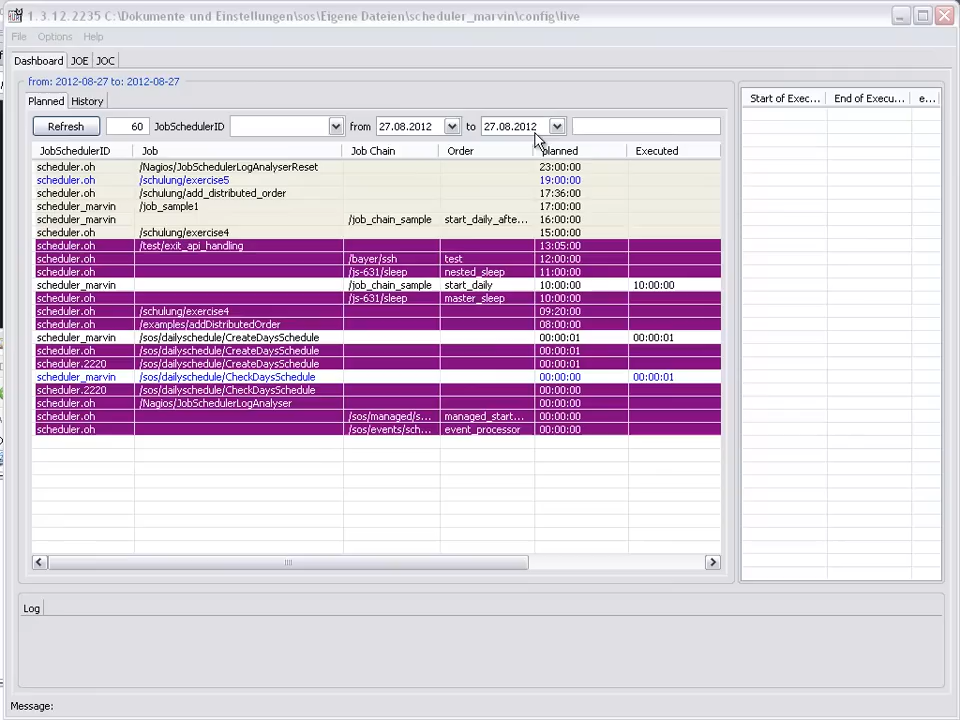 1.3.12.2235 C:\Dokumente und Einstellungen\sos\Eigene Dateien\scheduler_marvin\config\live
File Options Help
Dashboard JOE JOC
from: 2012-08-27 to: 2012-08-27
Planned History
Refresh 60 JobSchedulerID from 27.08.2012 to 27.08.2012
JobSchedulerID Job Job Chain Order planned Executed
scheduler.oh /Nagios/JobSchedulerLogAnalyserReset 23:00:00
scheduler.oh /schulung/exercise5 19:00:00
scheduler.oh /schulung/add_distributed_order 17:36:00
scheduler_marvin /job_sample1 17:00:00
scheduler_marvin /job_chain_sample start_daily_afte... 16:00:00
scheduler.oh /schulung/exercise4 15:00:00
scheduler.oh /test/exit_api_handling 13:05:00
scheduler.oh /bayer/ssh test 12:00:00
scheduler.oh /js-631/sleep nested_sleep 11:00:00
scheduler_marvin /job_chain_sample start_daily 10:00:00 10:00:00
scheduler.oh /js-631/sleep master_sleep 10:00:00
scheduler.oh /schulung/exercise4 09:20:00
scheduler.oh /examples/addDistributedOrder 08:00:00
scheduler_marvin /sos/dailyschedule/CreateDaysSchedule 00:00:01 00:00:01
scheduler.oh /sos/dailyschedule/CreateDaysSchedule 00:00:01
scheduler.2220 /sos/dailyschedule/CreateDaysSchedule 00:00:01
scheduler_marvin /sos/dailyschedule/CheckDaysSchedule 00:00:00 00:00:01
scheduler.2220 /sos/dailyschedule/CheckDaysSchedule 00:00:00
scheduler.oh /Nagios/JobSchedulerLogAnalyser 00:00:00
scheduler.oh /sos/managed/s... managed_start... 00:00:00
scheduler.oh /sos/events/sch... event_processor 00:00:00
Start of Exec... End of Execu... e...
Log
Message: